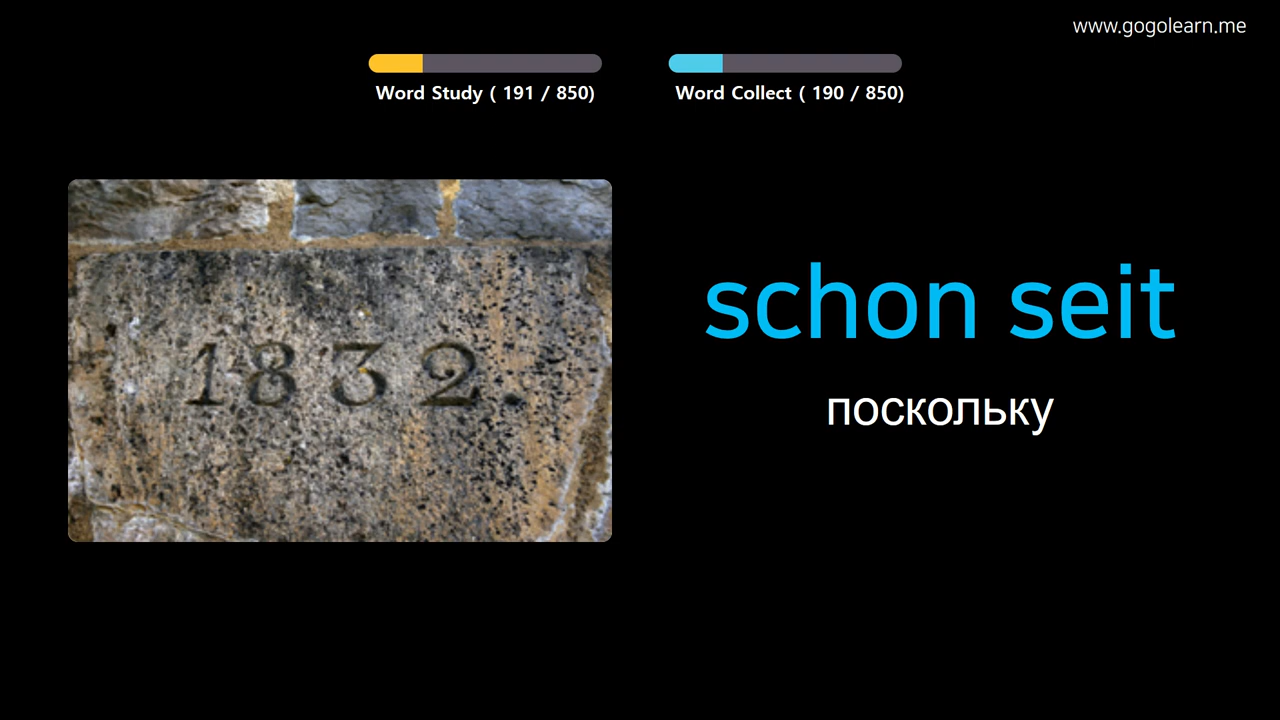 www.gogolearn.me
Word Study ( 191 / 850)
Word Collect ( 190 / 850)
1832.
schon seit
поскольку